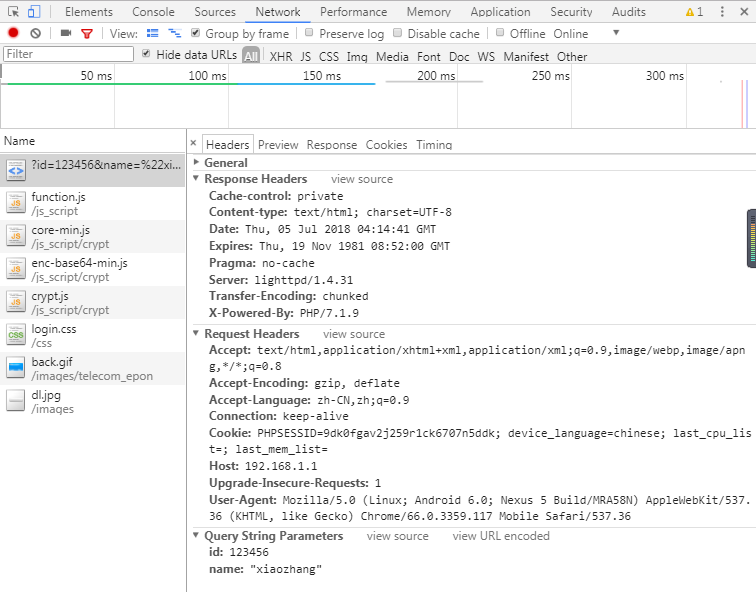 Elements Console Sources Network Performance Memory Application Security Audits 1
View: Group by frame Preserve log Disable cache Offline Online
Filter Hide data URLs All XHR JS CSS Img Media Font Doc WS Manifest Other
50 ms 100 ms 150 ms 200 ms 250 ms 300 ms
Name
?id=123456&name=%22xi...
function.js
/js_script
core-min.js
/js_script/crypt
enc-base64-min.js
/js_script/crypt
crypt.js
/js_script/crypt
login.css
/css
back.gif
/images/telecom_epon
dl.jpg
/images
Headers Preview Response Cookies Timing
General
Response Headers view source
Cache-control: private
Content-type: text/html; charset=UTF-8
Date: Thu, 05 Jul 2018 04:14:41 GMT
Expires: Thu, 19 Nov 1981 08:52:00 GMT
Pragma: no-cache
Server: lighttpd/1.4.31
Transfer-Encoding: chunked
X-Powered-By: PHP/7.1.9
Request Headers view source
Accept: text/html,application/xhtml+xml,application/xml;q=0.9,image/webp,image/apn
g,*/*;q=0.8
Accept-Encoding: gzip, deflate
Accept-Language: zh-CN,zh;q=0.9
Connection: keep-alive
Cookie: PHPSESSID=9dk0fgav2j259r1ck6707n5ddk; device_language=chinese; last_cpu_lis
t=; last_mem_list=
Host: 192.168.1.1
Upgrade-Insecure-Requests: 1
User-Agent: Mozilla/5.0 (Linux; Android 6.0; Nexus 5 Build/MRA58N) AppleWebKit/537.
36 (KHTML, like Gecko) Chrome/66.0.3359.117 Mobile Safari/537.36
Query String Parameters view source view URL encoded
id: 123456
name: "xiaozhang"